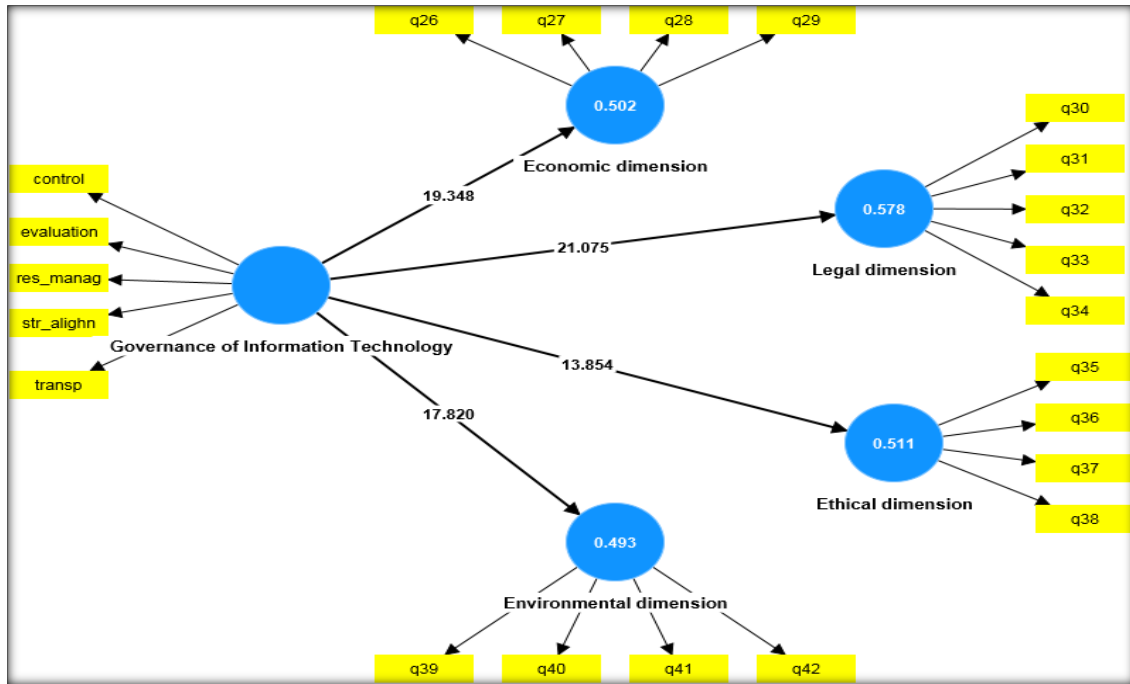 q26
q27
q28
q29
0.502
Economic dimension
q30
q31
q32
q33
q34
0.578
Legal dimension
control
evaluation
res_manag
str_alighn
transp
Governance of Information Technology
19.348
21.075
13.854
17.820
q35
q36
q37
q38
0.511
Ethical dimension
0.493
Environmental dimension
q39
q40
q41
q42